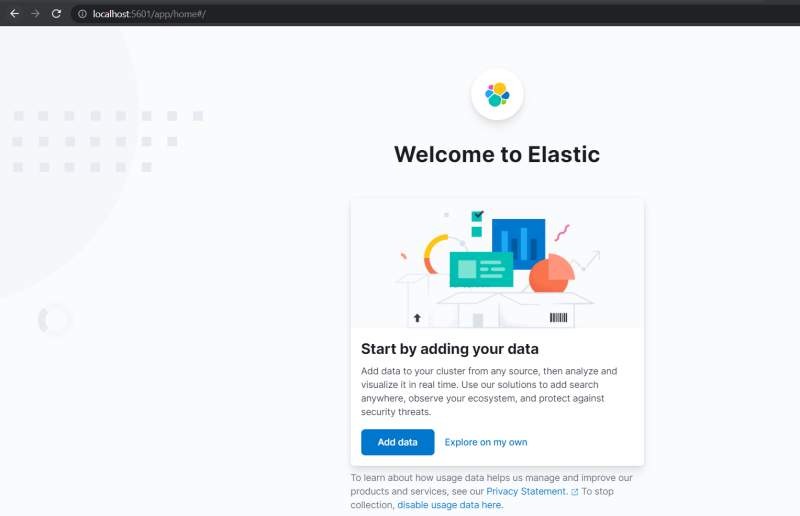 localhost:5601/app/home#/
Welcome to Elastic
Start by adding your data
Add data to your cluster from any source, then analyze and
visualize it in real time. Use our solutions to add search
anywhere, observe your ecosystem, and protect against
security threats.
Add data Explore on my own
To learn about how usage data helps us manage and improve our
products and services, see our Privacy Statement. To stop
collection, disable usage data here.